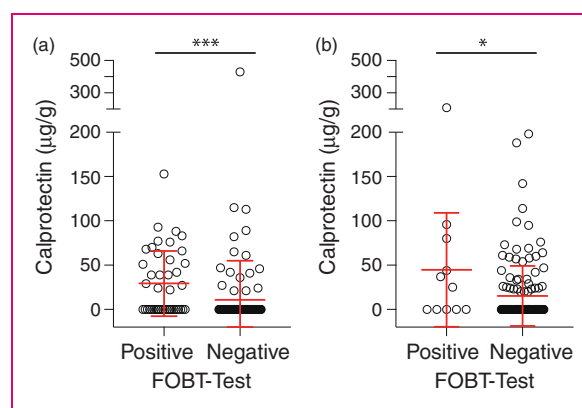 (a)
***
500
300
200
150
100
50
0
Calprotectin (µg/g)
Positive Negative
FOBT-Test
(b)
*
500
300
200
150
100
50
0
Calprotectin (µg/g)
Positive Negative
FOBT-Test